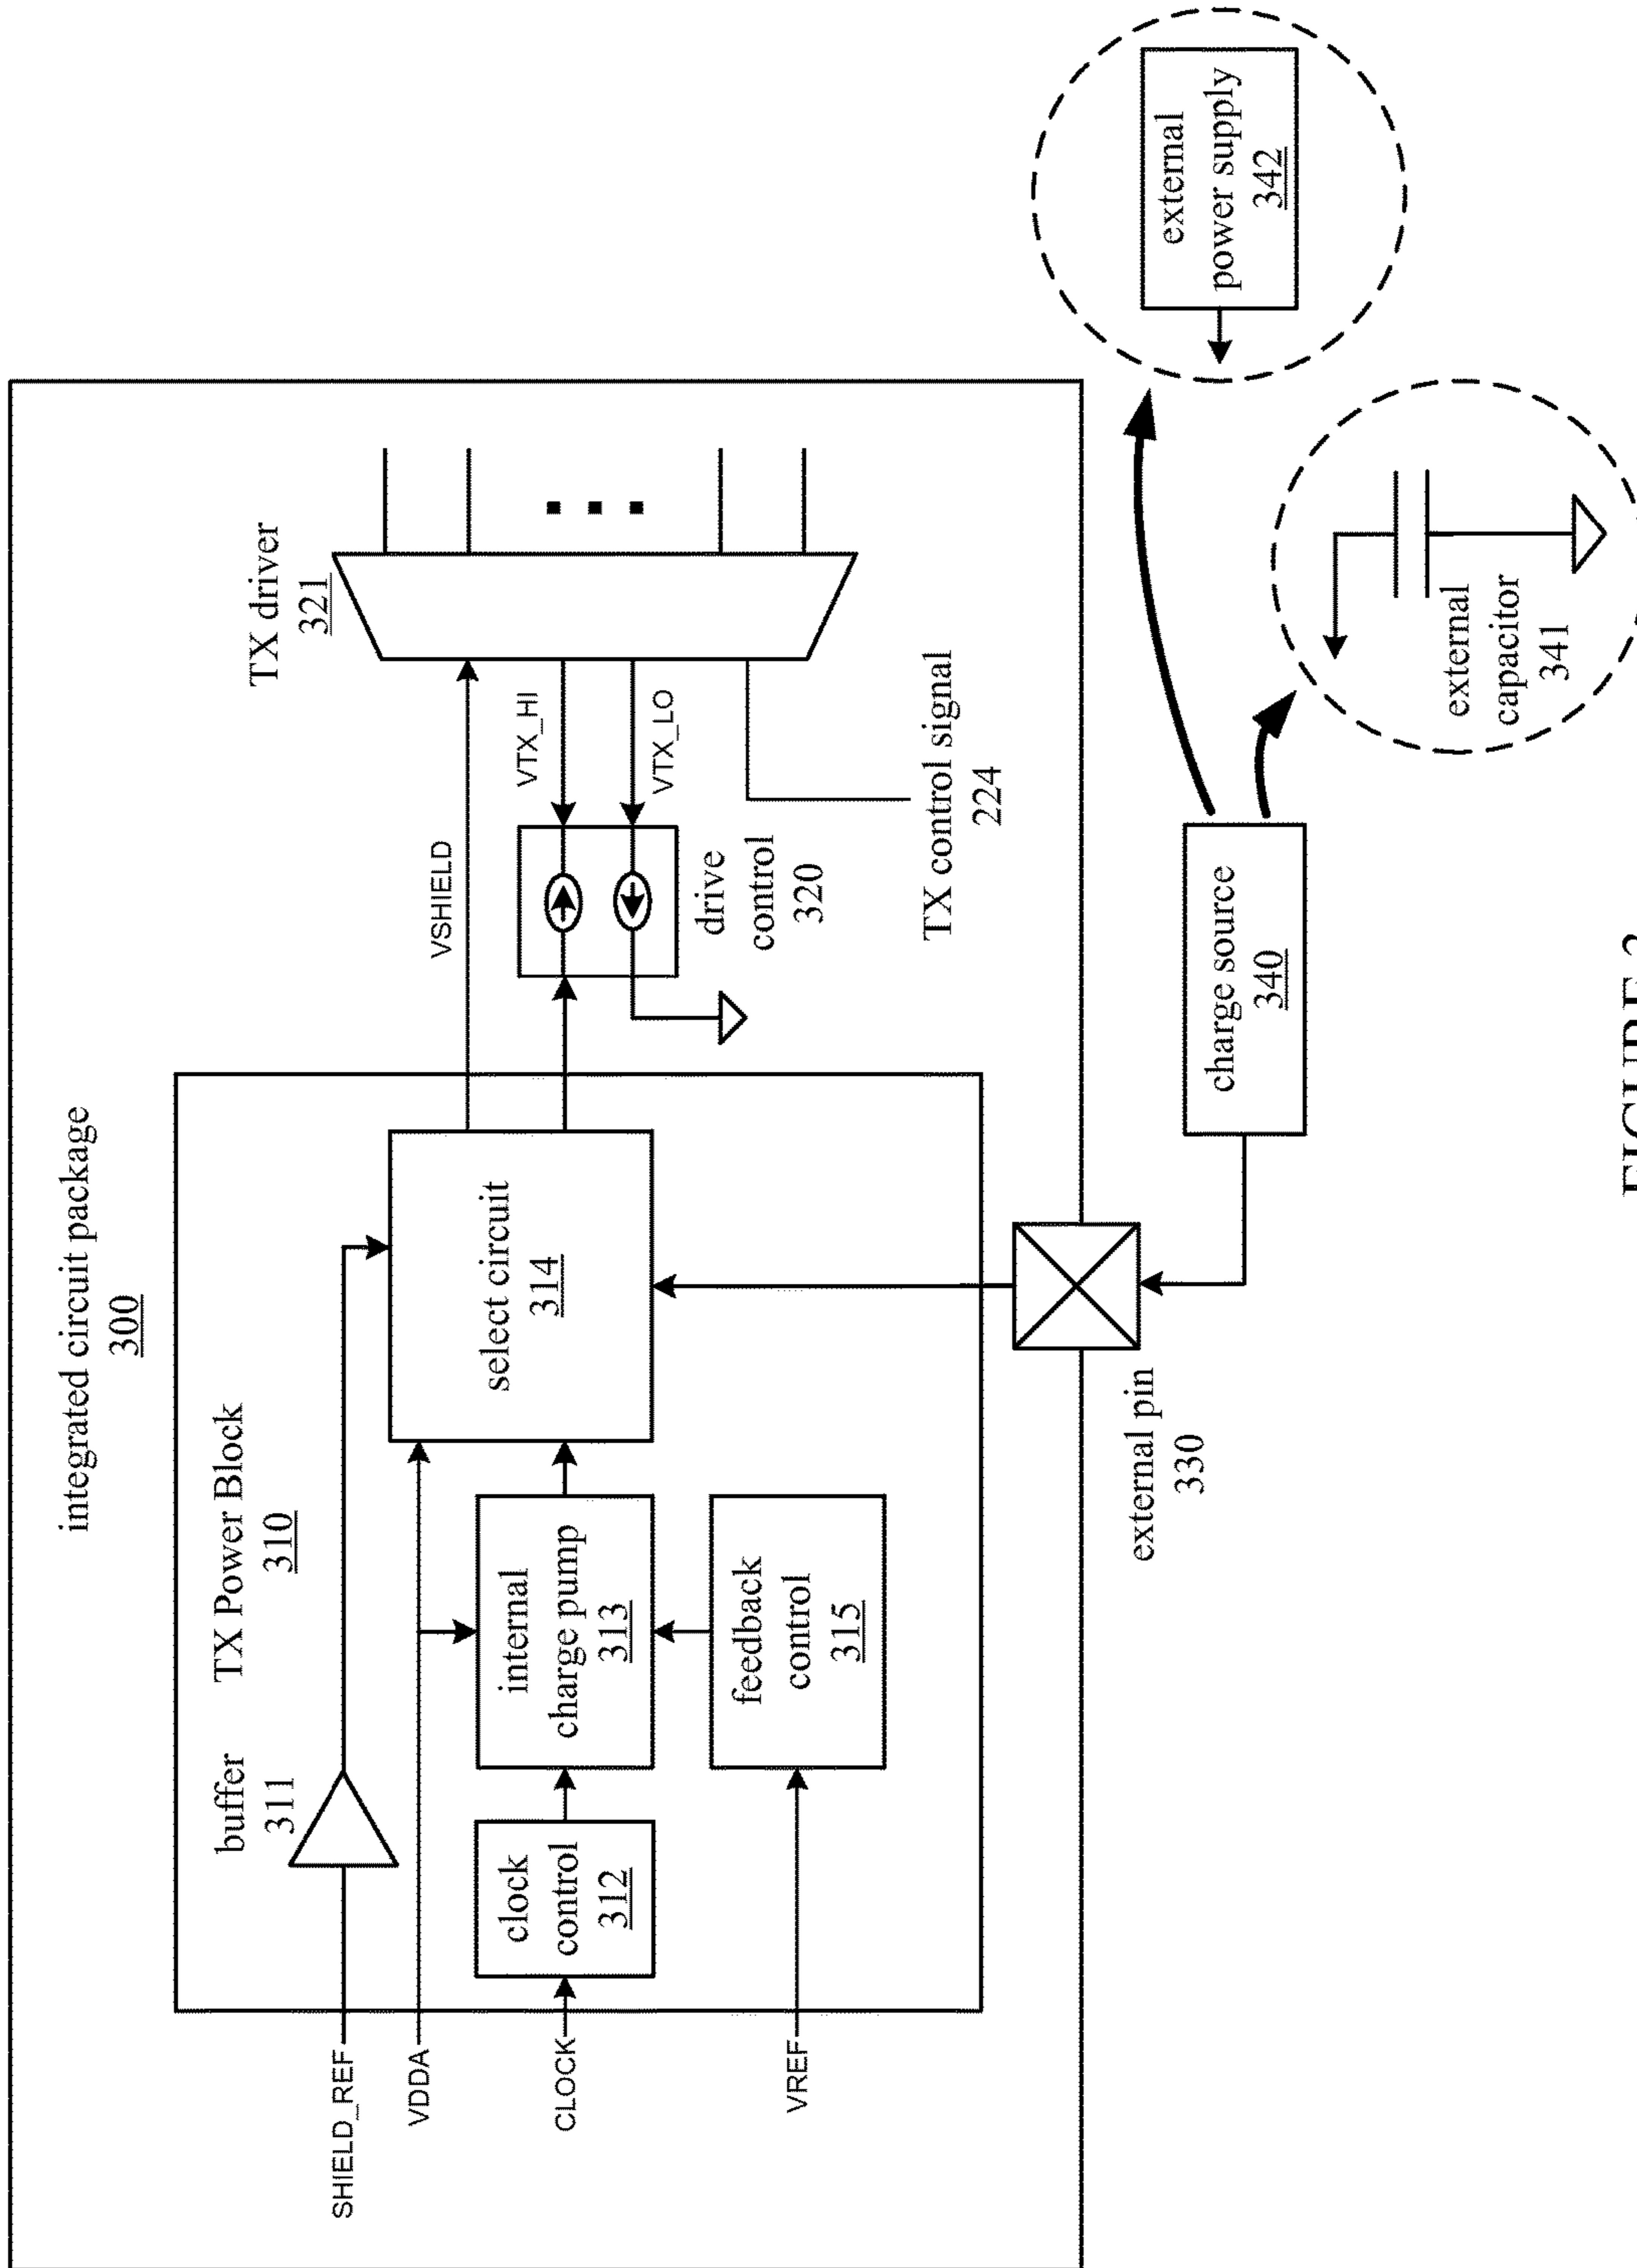 integrated circuit package
300
buffer
311
TX Power Block
310
SHIELD_REF
VDDA
CLOCK
VREF
clock
control
312
internal
charge pump
313
feedback
control
315
select circuit
314
VSHIELD
VTX_HI
VTX_LO
drive
control
320
TX driver
321
TX control signal
224
external pin
330
charge source
340
external
capacitor
341
external
power supply
342
FIGURE